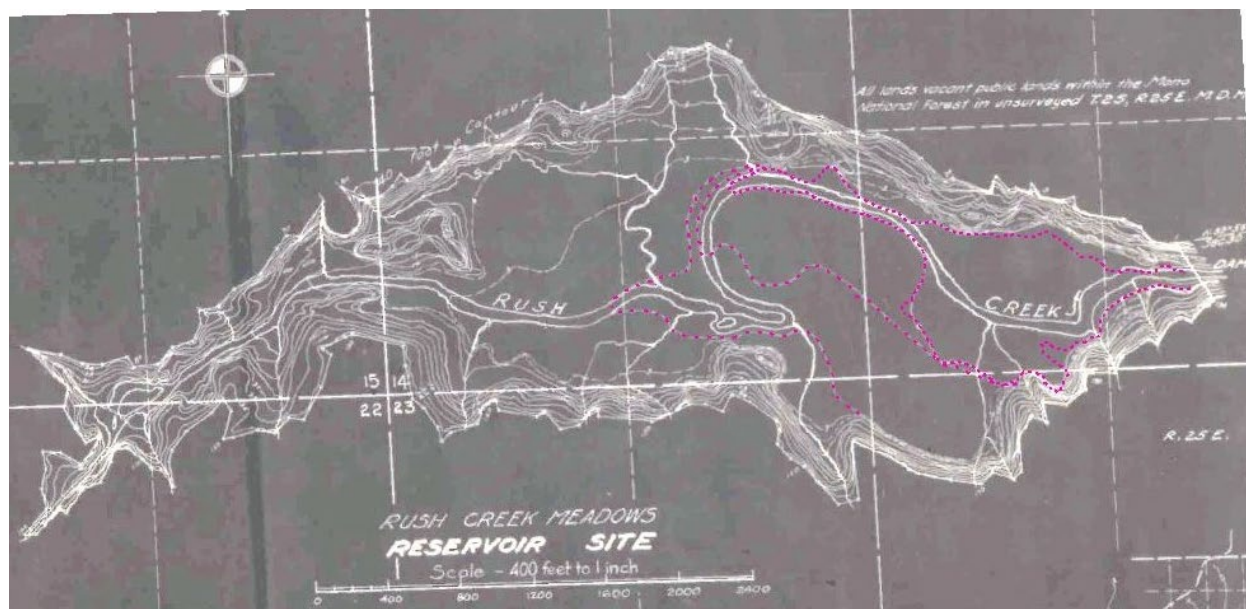 All lands vacant public lands within the Mono
National Forest in unsurveyed T.2S, R.25E. M.D.M.
Foot Contours
DAM
RUSH CREEK
15 14
22 23
R. 25 E.
RUSH CREEK MEADOWS
RESERVOIR SITE
Scale - 400 feet to 1 inch
0 400 800 1200 1600 2000 2400